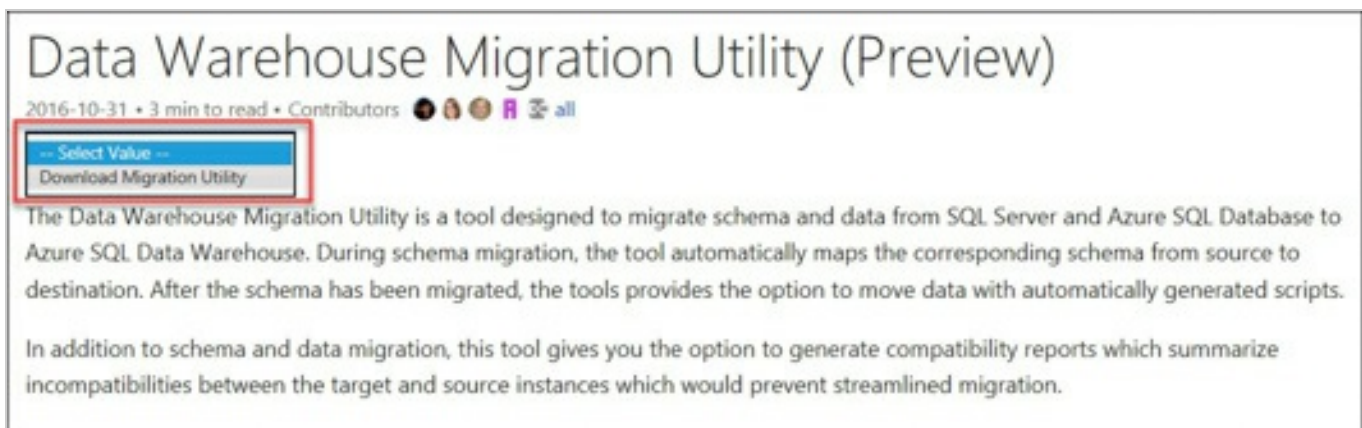 Data Warehouse Migration Utility (Preview)
2016-10-31 • 3 min to read • Contributors all
-- Select Value --
Download Migration Utility
The Data Warehouse Migration Utility is a tool designed to migrate schema and data from SQL Server and Azure SQL Database to
Azure SQL Data Warehouse. During schema migration, the tool automatically maps the corresponding schema from source to
destination. After the schema has been migrated, the tools provides the option to move data with automatically generated scripts.
In addition to schema and data migration, this tool gives you the option to generate compatibility reports which summarize
incompatibilities between the target and source instances which would prevent streamlined migration.